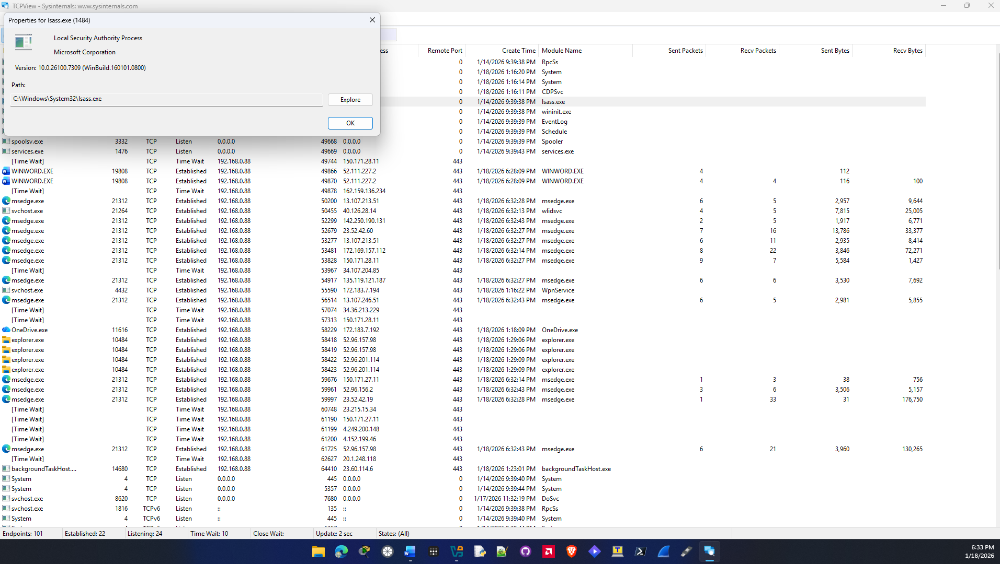 TCPView - Sysinternals: www.sysinternals.com
Properties for lsass.exe (1484)
Local Security Authority Process
Microsoft Corporation
Version: 10.0.26100.7309 (WinBuild.160101.0800)
Path:
C:\Windows\System32\lsass.exe
Explore
OK
ess Remote Port Create Time Module Name Sent Packets Recv Packets Sent Bytes Recv Bytes
0 1/14/2026 9:39:38 PM RpcSs
0 1/18/2026 1:16:20 PM System
0 1/18/2026 1:16:14 PM System
0 1/18/2026 1:16:11 PM CDPSvc
0 1/14/2026 9:39:38 PM lsass.exe
0 1/14/2026 9:39:38 PM wininit.exe
0 1/14/2026 9:39:39 PM EventLog
0 1/14/2026 9:39:39 PM Schedule
spoolsv.exe 3332 TCP Listen 0.0.0.0 49668 0.0.0.0 0 1/14/2026 9:39:39 PM Spooler
services.exe 1476 TCP Listen 0.0.0.0 49669 0.0.0.0 0 1/14/2026 9:39:43 PM services.exe
[Time Wait] TCP Time Wait 192.168.0.88 49744 150.171.28.11 443
WINWORD.EXE 19808 TCP Established 192.168.0.88 49866 52.111.227.2 443 1/18/2026 6:28:09 PM WINWORD.EXE 4 112
WINWORD.EXE 19808 TCP Established 192.168.0.88 49870 52.111.227.2 443 1/18/2026 6:28:09 PM WINWORD.EXE 4 4 116 100
[Time Wait] TCP Time Wait 192.168.0.88 49878 162.159.136.234 443
msedge.exe 21312 TCP Established 192.168.0.88 50200 13.107.213.51 443 1/18/2026 6:32:28 PM msedge.exe 6 5 2,957 9,644
svchost.exe 21264 TCP Established 192.168.0.88 50455 40.126.28.14 443 1/18/2026 6:32:13 PM wlidsvc 4 5 7,815 25,005
msedge.exe 21312 TCP Established 192.168.0.88 52299 142.250.190.131 443 1/18/2026 6:32:43 PM msedge.exe 2 5 1,917 6,771
msedge.exe 21312 TCP Established 192.168.0.88 52679 23.52.42.60 443 1/18/2026 6:32:27 PM msedge.exe 7 16 13,786 33,377
msedge.exe 21312 TCP Established 192.168.0.88 53277 13.107.213.51 443 1/18/2026 6:32:27 PM msedge.exe 6 11 2,935 8,414
msedge.exe 21312 TCP Established 192.168.0.88 53481 172.169.157.112 443 1/18/2026 6:32:14 PM msedge.exe 8 22 3,846 72,271
msedge.exe 21312 TCP Established 192.168.0.88 53828 150.171.28.11 443 1/18/2026 6:32:27 PM msedge.exe 9 7 5,584 1,427
[Time Wait] TCP Time Wait 192.168.0.88 53967 34.107.204.85 443
msedge.exe 21312 TCP Established 192.168.0.88 54917 135.119.121.187 443 1/18/2026 6:32:27 PM msedge.exe 6 6 3,530 7,692
svchost.exe 4432 TCP Established 192.168.0.88 55590 172.183.7.194 443 1/18/2026 1:16:22 PM WpnService
msedge.exe 21312 TCP Established 192.168.0.88 56514 13.107.246.51 443 1/18/2026 6:32:43 PM msedge.exe 6 5 2,981 5,855
[Time Wait] TCP Time Wait 192.168.0.88 57074 34.36.213.229 443
[Time Wait] TCP Time Wait 192.168.0.88 57313 150.171.28.11 443
OneDrive.exe 11616 TCP Established 192.168.0.88 58229 172.183.7.192 443 1/18/2026 1:18:09 PM OneDrive.exe
explorer.exe 10484 TCP Established 192.168.0.88 58418 52.96.157.98 443 1/18/2026 1:29:06 PM explorer.exe
explorer.exe 10484 TCP Established 192.168.0.88 58419 52.96.157.98 443 1/18/2026 1:29:06 PM explorer.exe
explorer.exe 10484 TCP Established 192.168.0.88 58422 52.96.201.114 443 1/18/2026 1:29:09 PM explorer.exe
explorer.exe 10484 TCP Established 192.168.0.88 58423 52.96.201.114 443 1/18/2026 1:29:09 PM explorer.exe
msedge.exe 21312 TCP Established 192.168.0.88 59676 150.171.27.11 443 1/18/2026 6:32:14 PM msedge.exe 1 3 38 756
msedge.exe 21312 TCP Established 192.168.0.88 59961 52.96.156.2 443 1/18/2026 6:32:43 PM msedge.exe 3 6 3,506 5,157
msedge.exe 21312 TCP Established 192.168.0.88 59997 23.52.42.19 443 1/18/2026 6:32:28 PM msedge.exe 1 33 31 176,750
[Time Wait] TCP Time Wait 192.168.0.88 60748 23.215.15.34 443
[Time Wait] TCP Time Wait 192.168.0.88 61190 150.171.27.11 443
[Time Wait] TCP Time Wait 192.168.0.88 61199 4.249.200.148 443
[Time Wait] TCP Time Wait 192.168.0.88 61200 4.152.199.46 443
msedge.exe 21312 TCP Established 192.168.0.88 61725 52.96.157.98 443 1/18/2026 6:32:43 PM msedge.exe 6 21 3,960 130,265
[Time Wait] TCP Time Wait 192.168.0.88 62627 20.1.248.118 443
backgroundTaskHost.... 14680 TCP Established 192.168.0.88 64410 23.60.114.6 443 1/18/2026 1:23:01 PM backgroundTaskHost.exe
System 4 TCP Listen 0.0.0.0 445 0.0.0.0 0 1/14/2026 9:39:40 PM System
System 4 TCP Listen 0.0.0.0 5357 0.0.0.0 0 1/14/2026 9:39:44 PM System
svchost.exe 8620 TCP Listen 0.0.0.0 7680 0.0.0.0 0 1/17/2026 11:32:19 PM DoSvc
svchost.exe 1816 TCPv6 Listen :: 135 :: 0 1/14/2026 9:39:38 PM RpcSs
System 4 TCPv6 Listen :: 445 :: 0 1/14/2026 9:39:40 PM System
Endpoints: 101 Established: 22 Listening: 24 Time Wait: 10 Close Wait: Update: 2 sec States: (All)
6:33 PM
1/18/2026